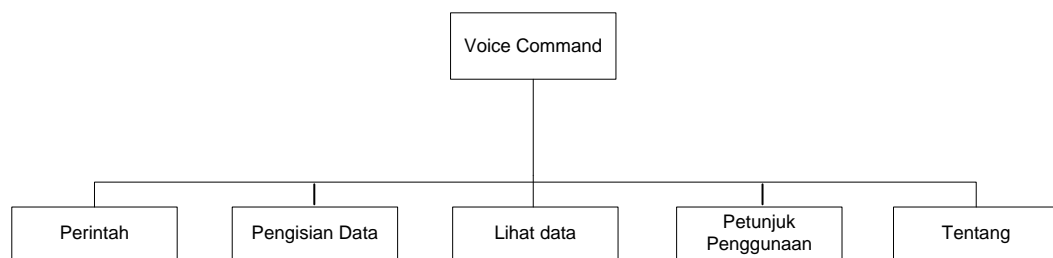 Voice Command
Perintah
Pengisian Data
Lihat data
Petunjuk
Penggunaan
Tentang